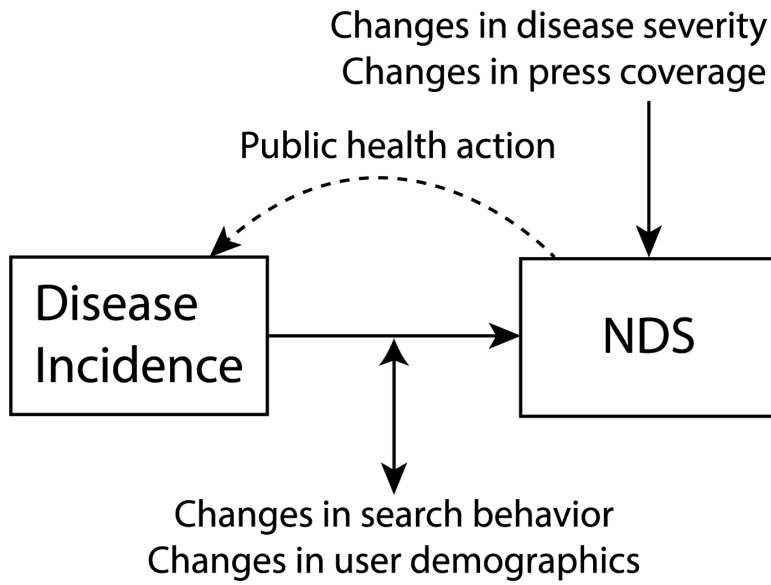 Changes in disease severity
Changes in press coverage
Public health action
Disease
Incidence
NDS
Changes in search behavior
Changes in user demographics